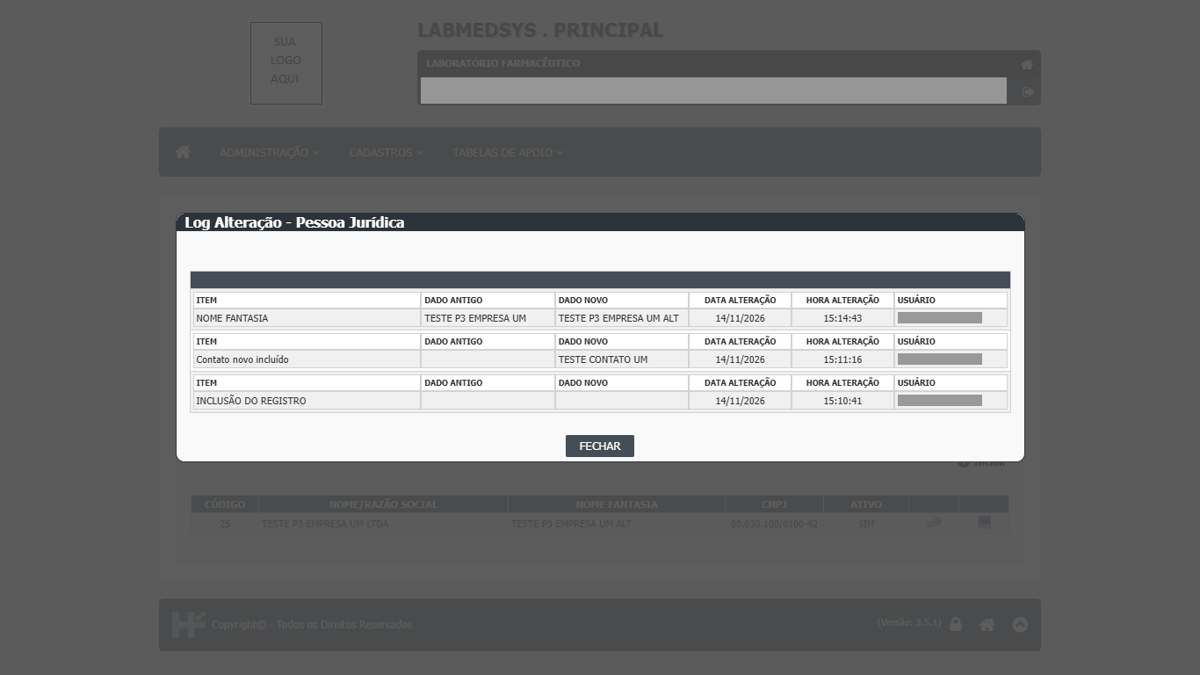 SUA
LOGO
AQUI
LABMEDSYS . PRINCIPAL
LABORATÓRIO FARMACÊUTICO
ADMINISTRAÇÃO CADASTROS TABELAS DE APOIO
Log Alteração - Pessoa Jurídica
ITEM DADO ANTIGO DADO NOVO DATA ALTERAÇÃO HORA ALTERAÇÃO USUÁRIO
NOME FANTASIA TESTE P3 EMPRESA UM TESTE P3 EMPRESA UM ALT 14/11/2026 15:14:43
ITEM DADO ANTIGO DADO NOVO DATA ALTERAÇÃO HORA ALTERAÇÃO USUÁRIO
Contato novo incluído TESTE CONTATO UM 14/11/2026 15:11:16
ITEM DADO ANTIGO DADO NOVO DATA ALTERAÇÃO HORA ALTERAÇÃO USUÁRIO
INCLUSÃO DO REGISTRO 14/11/2026 15:10:41
FECHAR
Incluir
CÓDIGO NOME/RAZÃO SOCIAL NOME FANTASIA CNPJ ATIVO
25 TESTE P3 EMPRESA UM LTDA TESTE P3 EMPRESA UM ALT 60.030.100/0100-42 SIM
Copyright© - Todos os Direitos Reservados (Versão: 3.5.1)